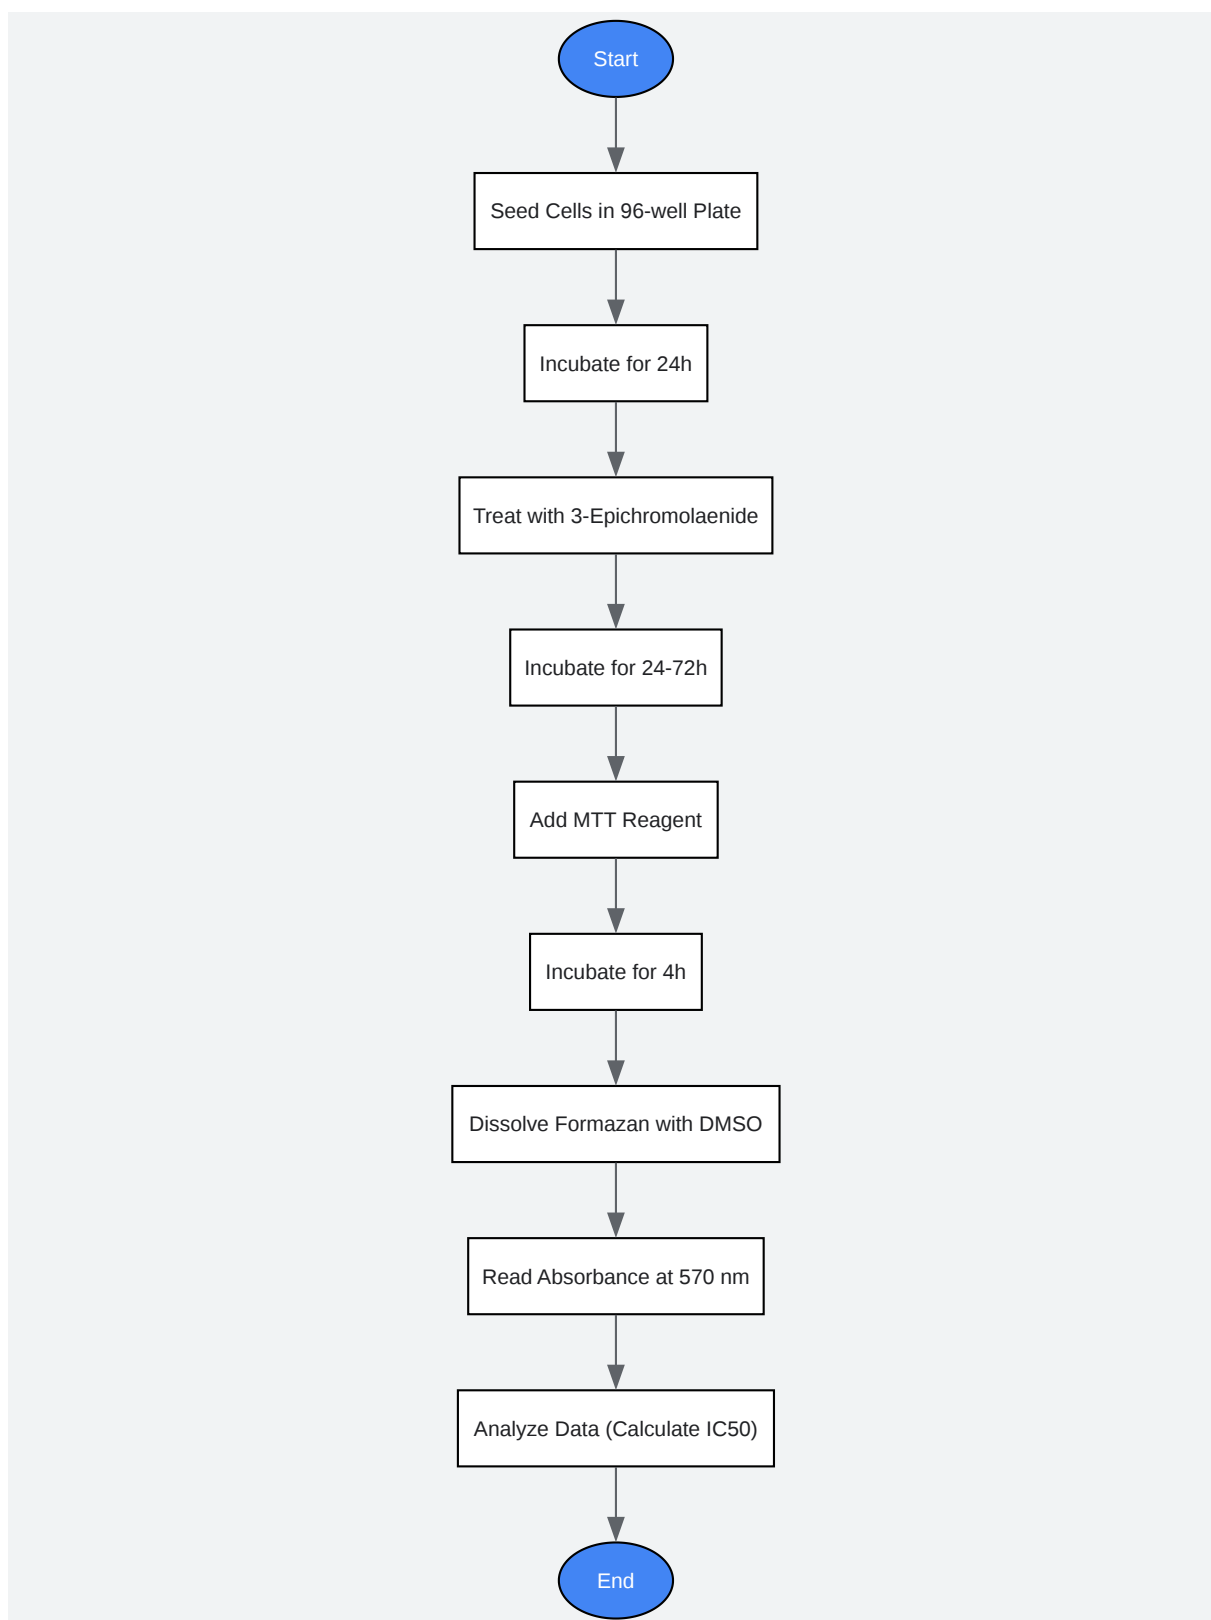 Start
Seed Cells in 96-well Plate
Incubate for 24h
Treat with 3-Epichromolaenide
Incubate for 24-72h
Add MTT Reagent
Incubate for 4h
Dissolve Formazan with DMSO
Read Absorbance at 570 nm
Analyze Data (Calculate IC50)
End